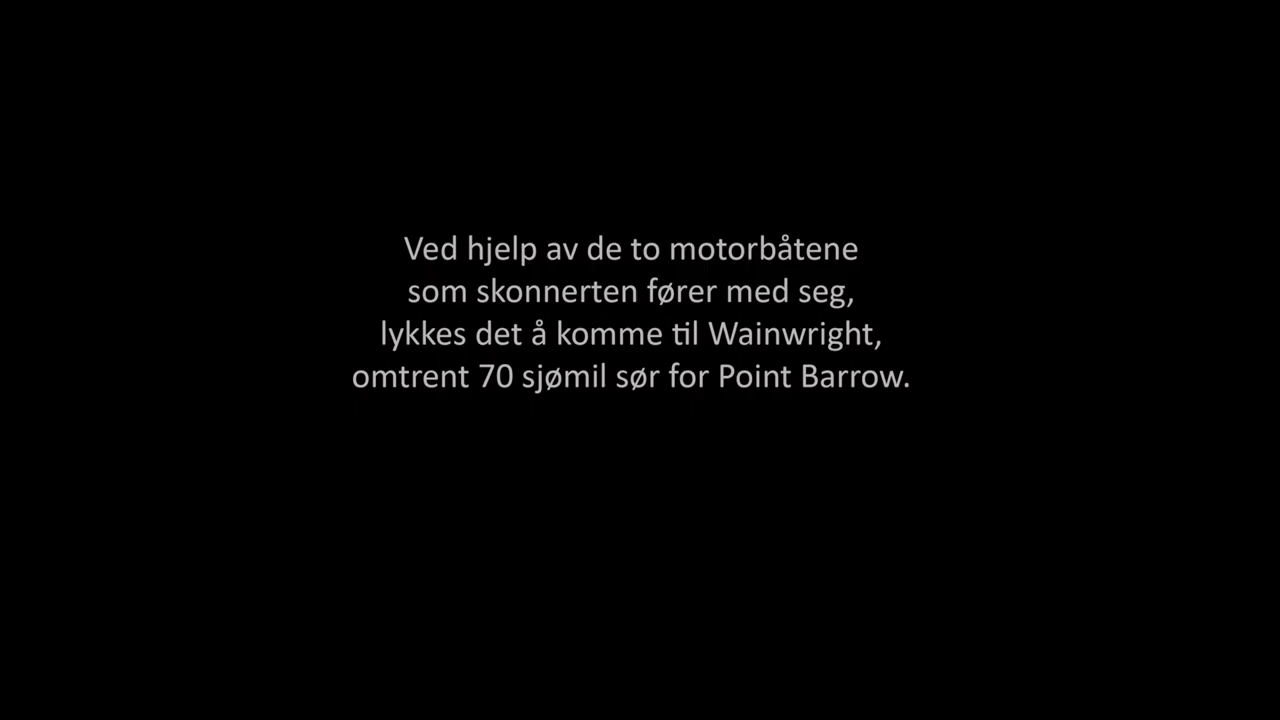 Ved hjelp av de to motorbåtene
som skonnerten fører med seg,
lykkes det å komme til Wainwright,
omtrent 70 sjømil sør for Point Barrow.